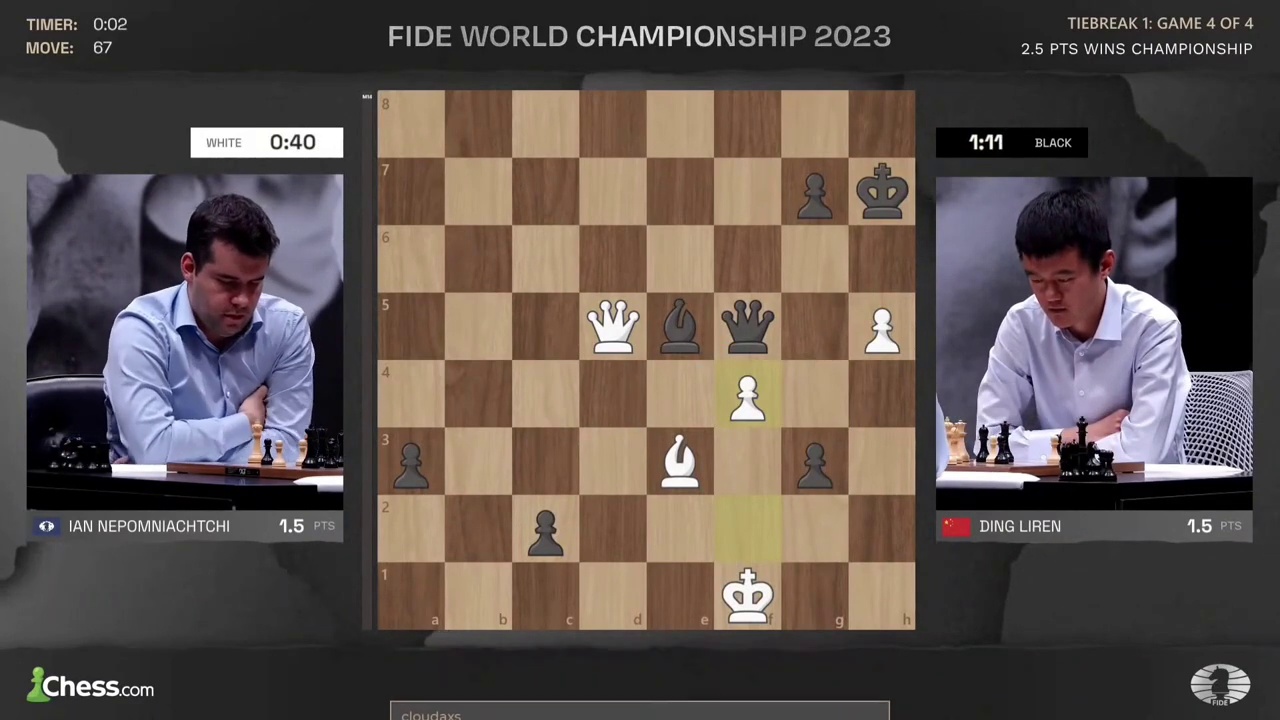 TIMER: 0:02
MOVE: 67
FIDE WORLD CHAMPIONSHIP 2023
TIEBREAK 1: GAME 4 OF 4
2.5 PTS WINS CHAMPIONSHIP
WHITE 0:40
1:11 BLACK
8
7
6
5
4
3
2
1
a b c d e f g h
IAN NEPOMNIACHTCHI 1.5 PTS
DING LIREN 1.5 PTS
Chess.com
FIDE
cloudaxs